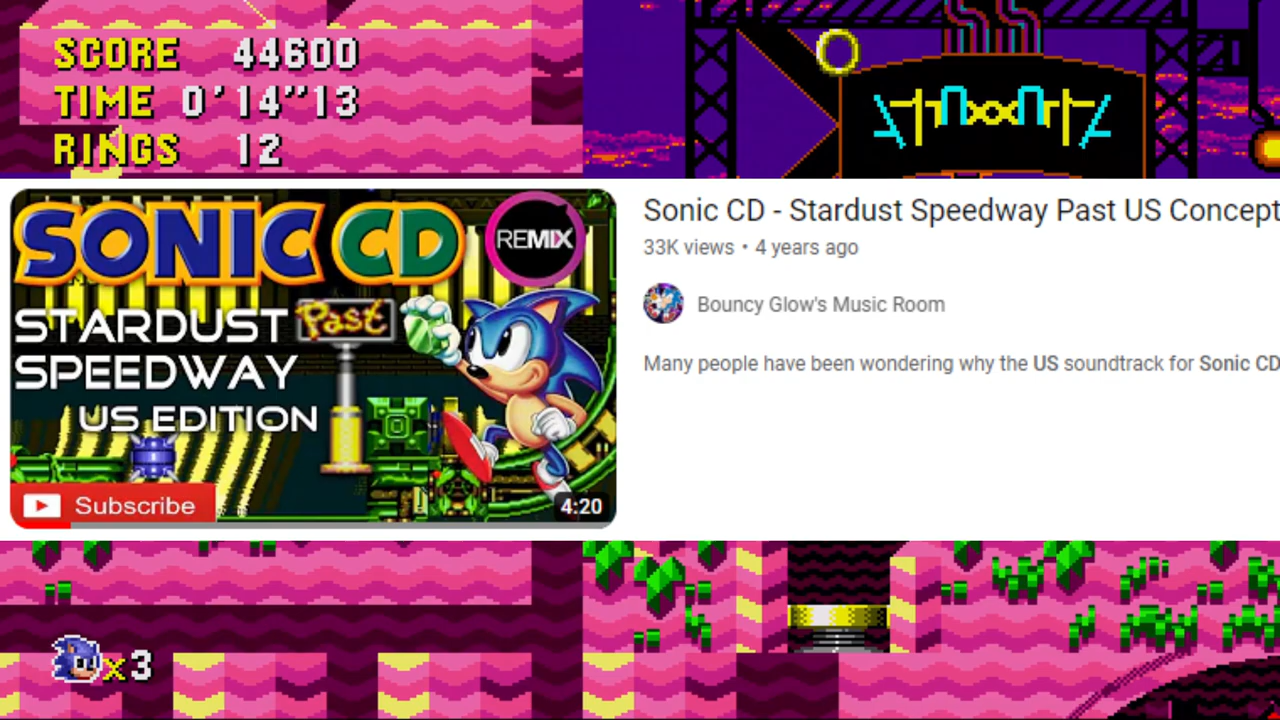 SCORE 44600
TIME 0'14"13
RINGS 12
SONIC CD
REMIX
STARDUST
Past
SPEEDWAY
US EDITION
Subscribe
4:20
Sonic CD - Stardust Speedway Past US Concept
33K views • 4 years ago
Bouncy Glow's Music Room
Many people have been wondering why the US soundtrack for Sonic CD
x3